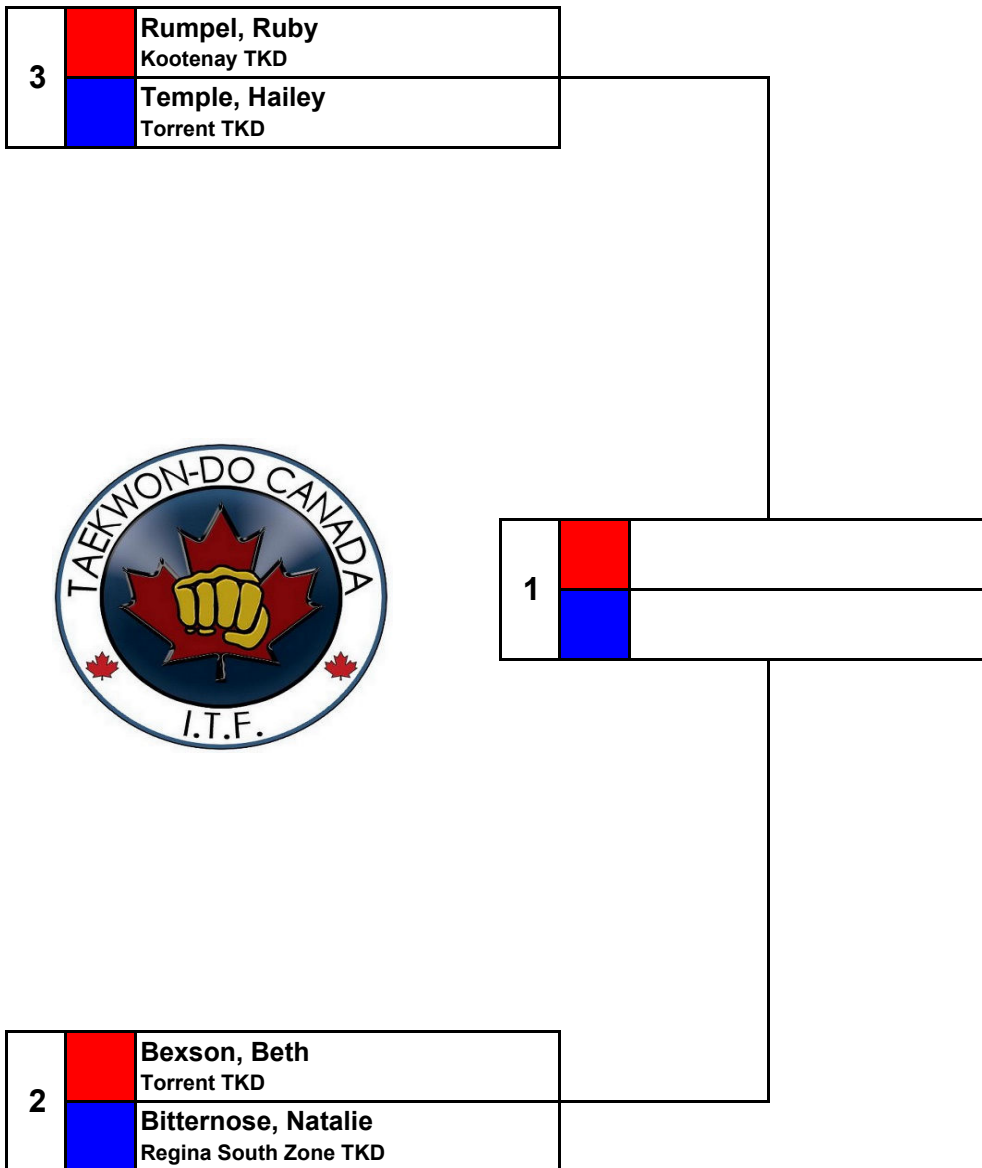 3
Rumpel, Ruby
Kootenay TKD
Temple, Hailey
Torrent TKD
TAEKWON-DO CANADA
I.T.F.
1
2
Bexson, Beth
Torrent TKD
Bitternose, Natalie
Regina South Zone TKD